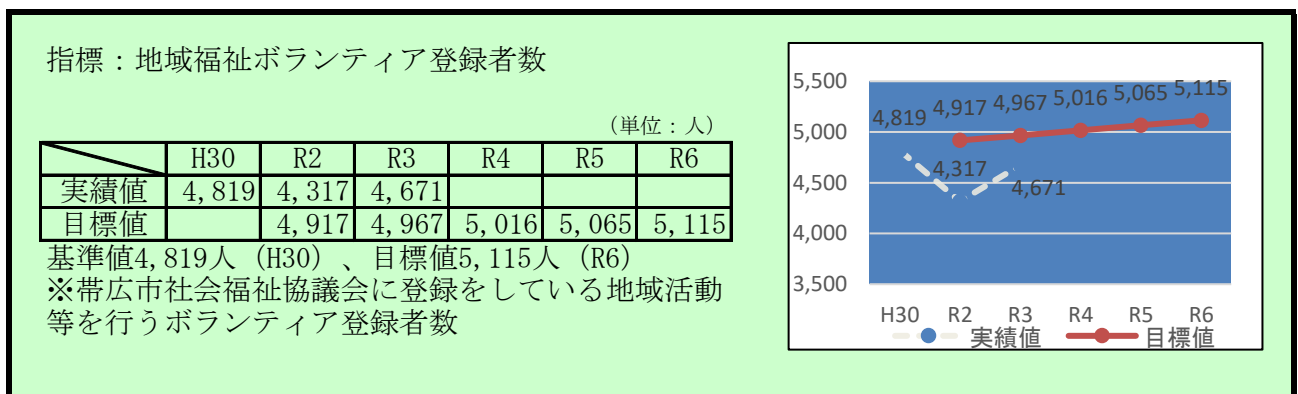 指標：地域福祉ボランティア登録者数
（単位：人）
H30 R2 R3 R4 R5 R6
実績値 4,819 4,317 4,671
目標値 4,917 4,967 5,016 5,065 5,115
基準値4,819人（H30）、目標値5,115人（R6）
※帯広市社会福祉協議会に登録をしている地域活動
等を行うボランティア登録者数
5,500
5,000
4,500
4,000
3,500
4,819 4,917 4,967 5,016 5,065 5,115
4,317
4,671
H30 R2 R3 R4 R5 R6
実績値 目標値